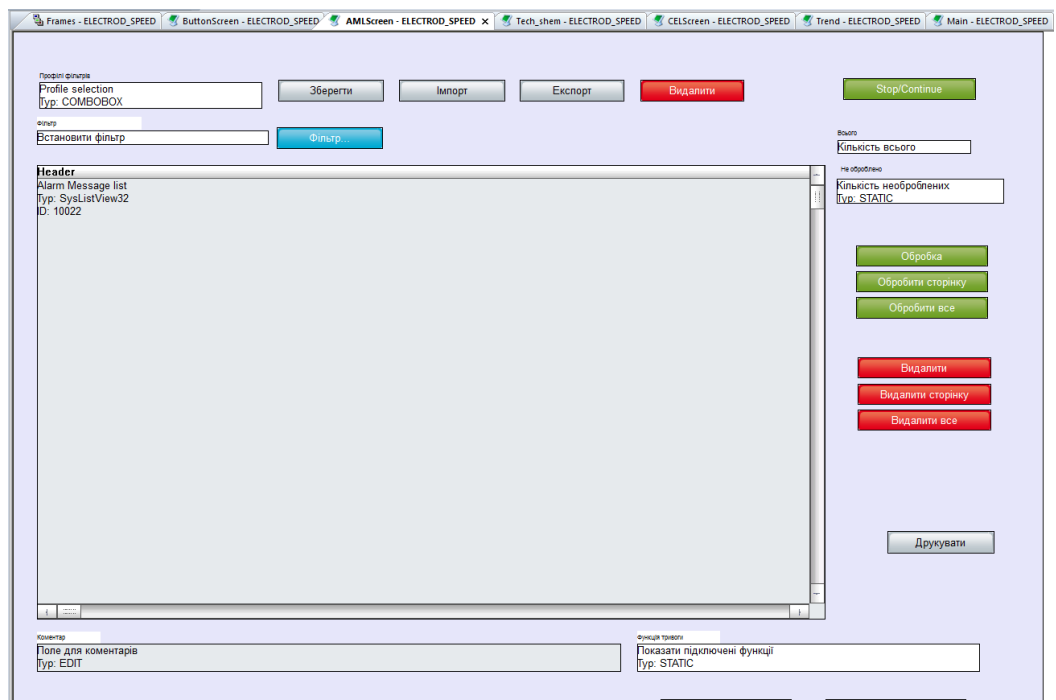 Frames - ELECTROD_SPEED ButtonScreen - ELECTROD_SPEED AMLScreen - ELECTROD_SPEED × Tech_shem - ELECTROD_SPEED CELScreen - ELECTROD_SPEED Trend - ELECTROD_SPEED Main - ELECTROD_SPEED
Профілі фільтрів
Profile selection
Typ: COMBOBOX
Зберегти Імпорт Експорт Видалити Stop/Continue
Фільтр
Встановити фільтр Фільтр...
Всього
Кількість всього
Не оброблено
Кількість необроблених
Typ: STATIC
Header
Alarm Message list
Typ: SysListView32
ID: 10022
Обробка
Обробити сторінку
Обробити все
Видалити
Видалити сторінку
Видалити все
Друкувати
Коментар
Поле для коментарів
Typ: EDIT
Функція тривоги
Показати підключені функції
Typ: STATIC